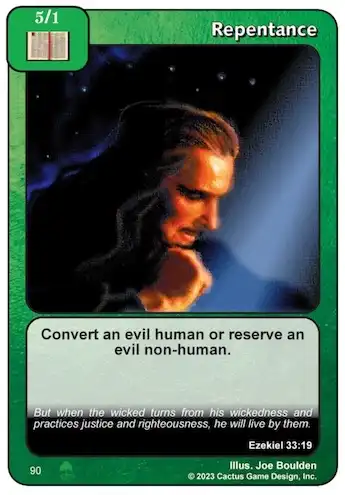 5/1
Repentance
Convert an evil human or reserve an
evil non-human.
But when the wicked turns from his wickedness and
practices justice and righteousness, he will live by them.
Ezekiel 33:19
90
Illus. Joe Boulden
© 2023 Cactus Game Design, Inc.